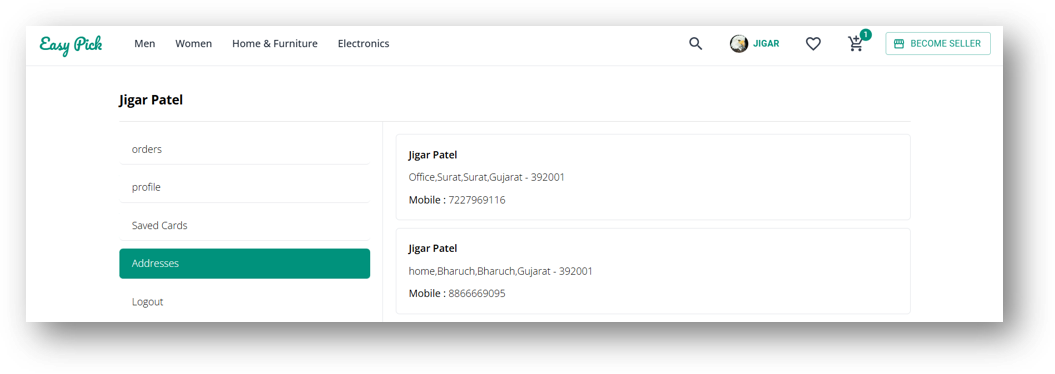 Easy Pick Men Women Home & Furniture Electronics JIGAR 1 BECOME SELLER
Jigar Patel
orders
profile
Saved Cards
Addresses
Logout
Jigar Patel
Office,Surat,Surat,Gujarat - 392001
Mobile : 7227969116
Jigar Patel
home,Bharuch,Bharuch,Gujarat - 392001
Mobile : 8866669095